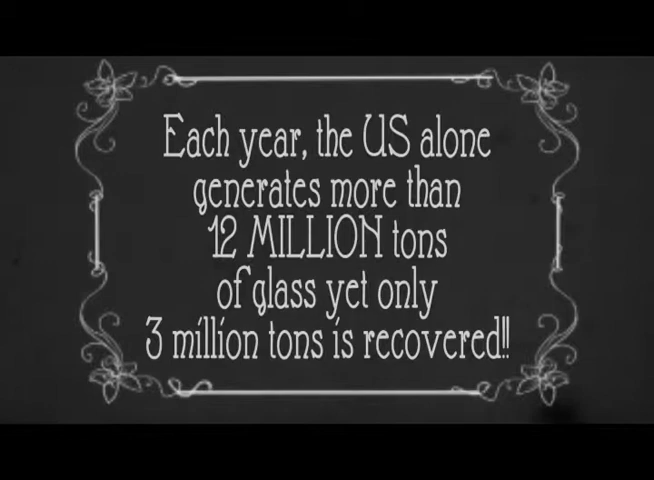 Each year, the US alone
generates more than
12 MILLION tons
of glass yet only
3 million tons is recovered!!